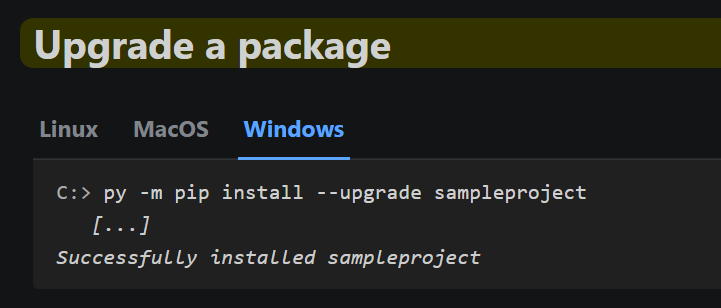 Upgrade a package
Linux MacOS Windows
C:> py -m pip install --upgrade sampleproject
[...]
Successfully installed sampleproject